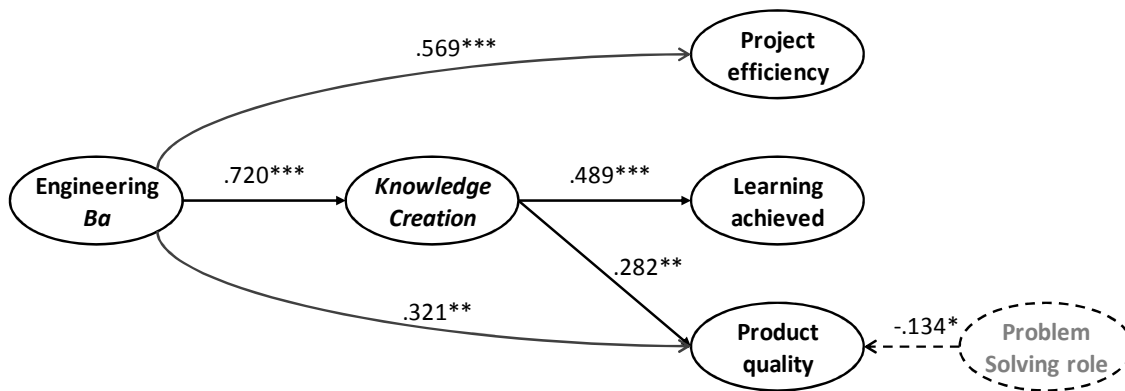 .569***
Project
efficiency
Engineering
Ba
.720***
Knowledge
Creation
.489***
Learning
achieved
.282**
.321**
Product
quality
-.134*
Problem
Solving role